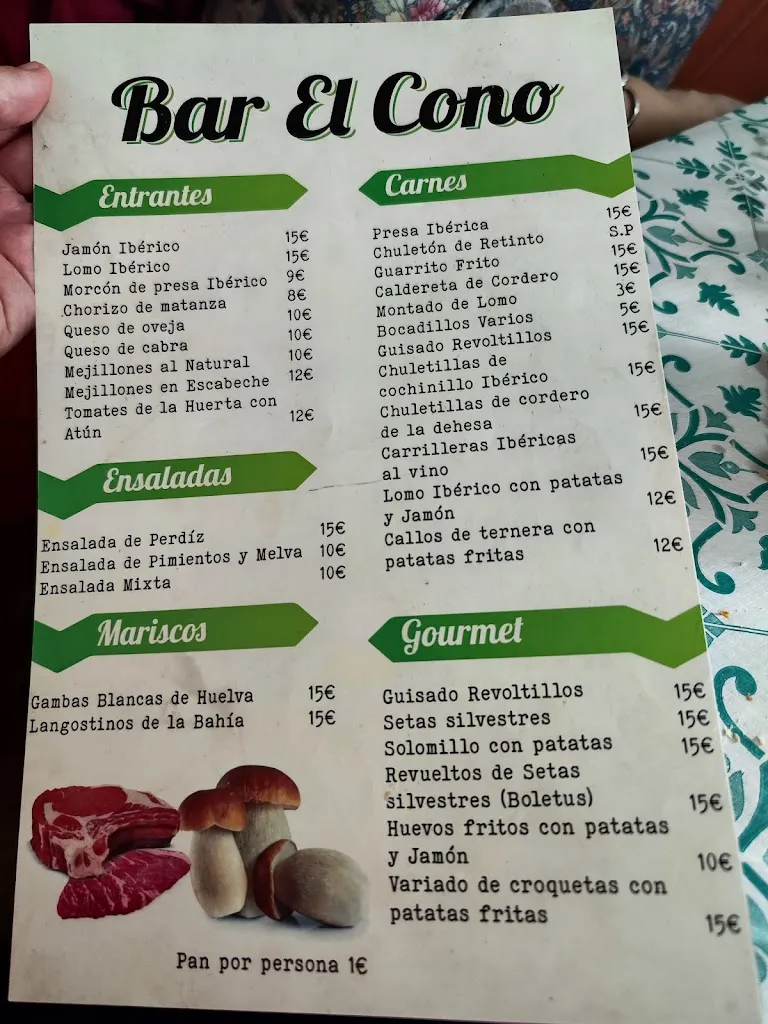 Bar El Cono
Entrantes
Jamón Ibérico 15€
Lomo Ibérico 15€
Morcón de presa Ibérico 9€
Chorizo de matanza 8€
Queso de oveja 10€
Queso de cabra 10€
Mejillones al Natural 10€
Mejillones en Escabeche 12€
Tomates de la Huerta con
Atún 12€
Ensaladas
Ensalada de Perdíz 15€
Ensalada de Pimientos y Melva 10€
Ensalada Mixta 10€
Mariscos
Gambas Blancas de Huelva 15€
Langostinos de la Bahía 15€
Carnes
Presa Ibérica 15€
Chuletón de Retinto S.P
Guarrito Frito 15€
Caldereta de Cordero 15€
Montado de Lomo 3€
Bocadillos Varios 5€
Guisado Revoltillos 15€
Chuletillas de
cochinillo Ibérico 15€
Chuletillas de cordero
de la dehesa 15€
Carrilleras Ibéricas
al vino 15€
Lomo Ibérico con patatas
y Jamón 12€
Callos de ternera con
patatas fritas 12€
Gourmet
Guisado Revoltillos 15€
Setas silvestres 15€
Solomillo con patatas 15€
Revueltos de Setas
silvestres (Boletus) 15€
Huevos fritos con patatas
y Jamón 10€
Variado de croquetas con
patatas fritas 15€
Pan por persona 1€